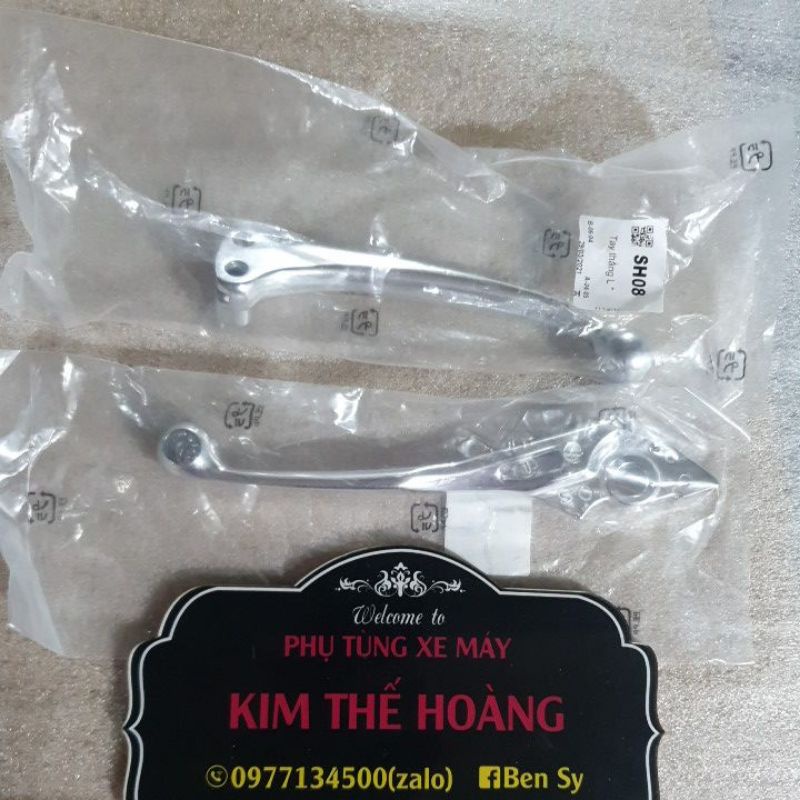 SH08
Tay thắng L *
Welcome to
PHỤ TÙNG XE MÁY
KIM THẾ HOÀNG
0977134500(zalo) Ben Sy